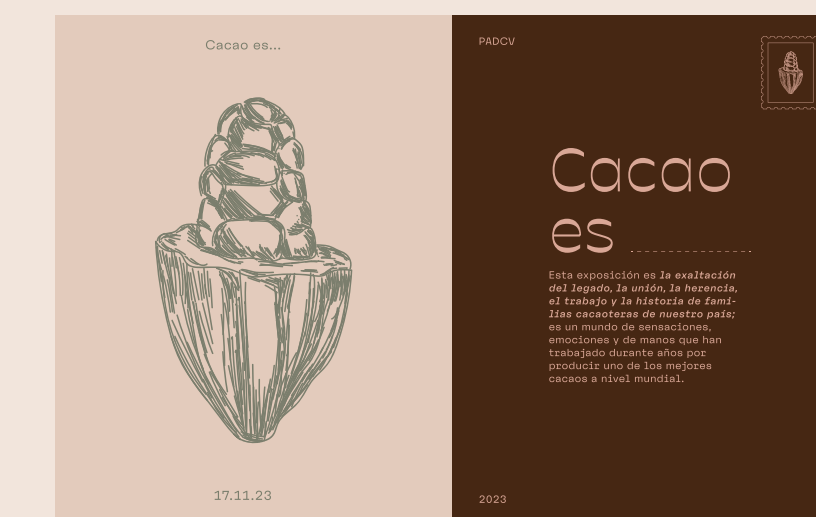 Cacao es...
17.11.23
PADCV
Cacao
es
Esta exposición es la exaltación
del legado, la unión, la herencia,
el trabajo y la historia de fami-
lias cacaoteras de nuestro país;
es un mundo de sensaciones,
emociones y de manos que han
trabajado durante años por
producir uno de los mejores
cacaos a nivel mundial.
2023